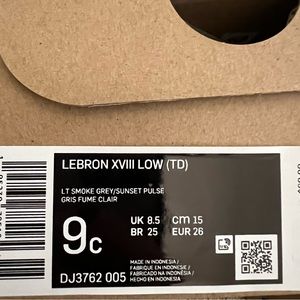 LEBRON XVIII LOW (TD)
LT SMOKE GREY/SUNSET PULSE
GRIS FUME CLAIR
9C
UK 8.5 cm 15
BR 25 EUR 26
MADE IN INDONESIA /
FABRIQUE EN INDONESIE /
FABRICADO EN INDONESIA /
HECHO EN INDONESIA
DJ3762 005